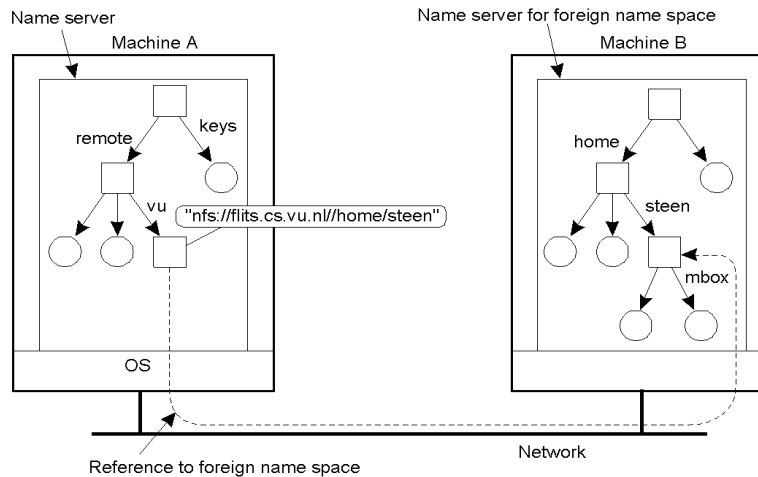 Name server
Name server for foreign name space
Machine A
Machine B
keys
remote
home
vu
"nfs://flits.cs.vu.nl//home/steen"
steen
mbox
OS
Network
Reference to foreign name space